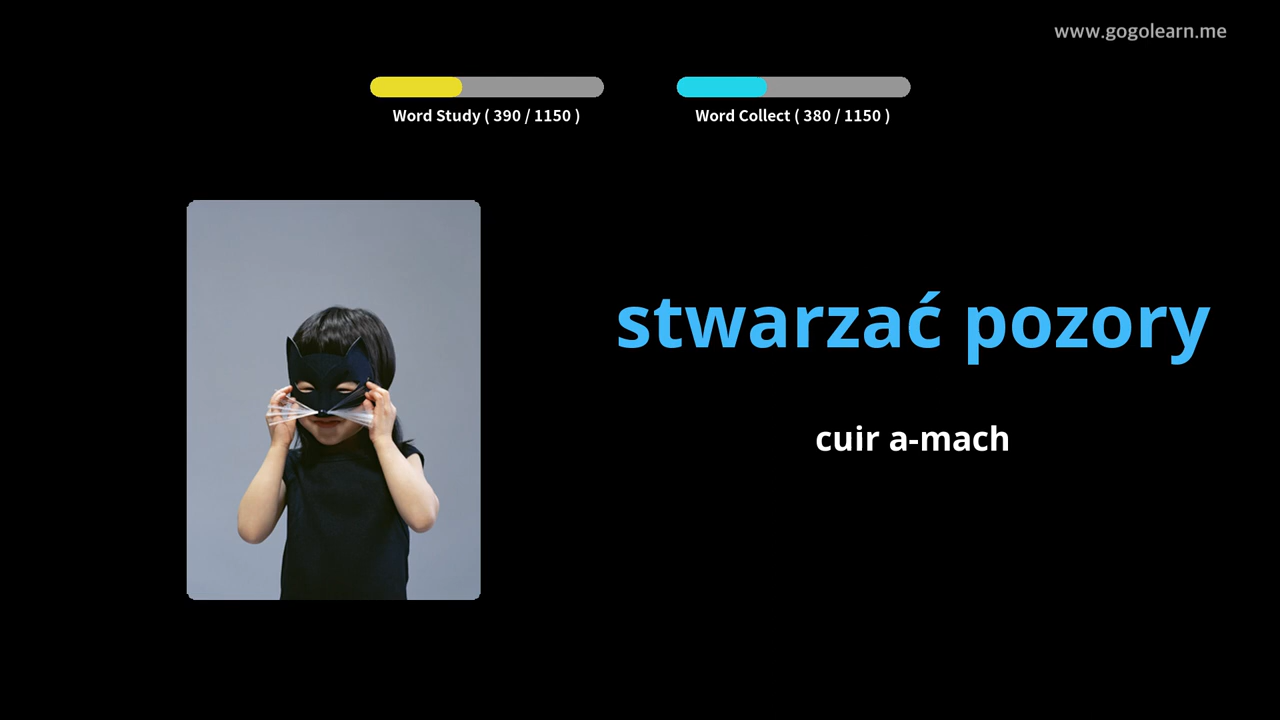 www.gogolearn.me
Word Study ( 390 / 1150 )
Word Collect ( 380 / 1150 )
stwarzać pozory
cuir a-mach